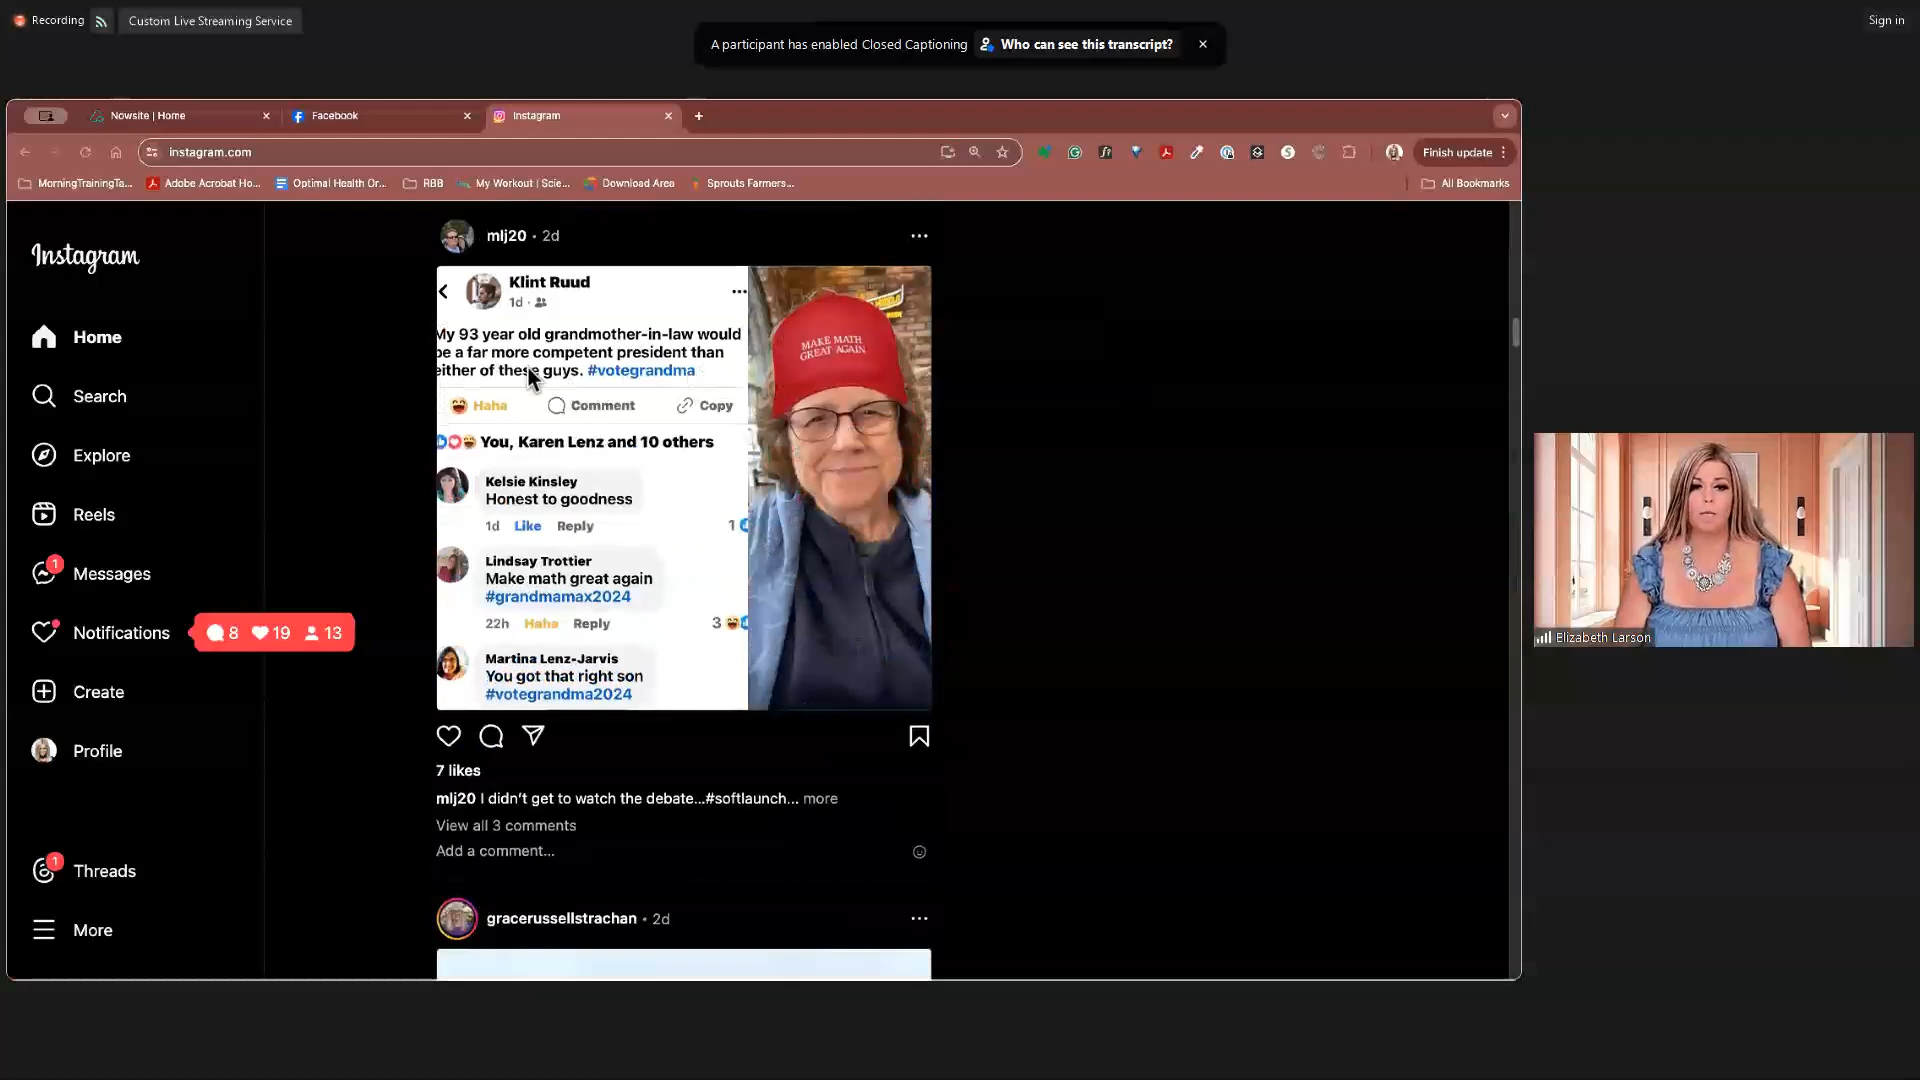 Recording
Custom Live Streaming Service
A participant has enabled Closed Captioning
Who can see this transcript?
Sign in
Nowsite | Home
Facebook
Instagram
instagram.com
Finish update
MorningTrainingTa...
Adobe Acrobat Ho...
Optimal Health Or...
RBB
My Workout | Scie...
Download Area
Sprouts Farmers...
All Bookmarks
Instagram
Home
Search
Explore
Reels
1
Messages
Notifications
8 19 13
Create
Profile
1
Threads
More
mlj20 • 2d
Klint Ruud
1d
My 93 year old grandmother-in-law would
be a far more competent president than
either of these guys. #votegrandma
Haha
Comment
Copy
You, Karen Lenz and 10 others
Kelsie Kinsley
Honest to goodness
1d Like Reply 1
Lindsay Trottier
Make math great again
#grandmamax2024
22h Haha Reply 3
Martina Lenz-Jarvis
You got that right son
#votegrandma2024
MAKE MATH
GREAT AGAIN
7 likes
mlj20 I didn't get to watch the debate...#softlaunch... more
View all 3 comments
Add a comment...
gracerussellstrachan • 2d
Elizabeth Larson